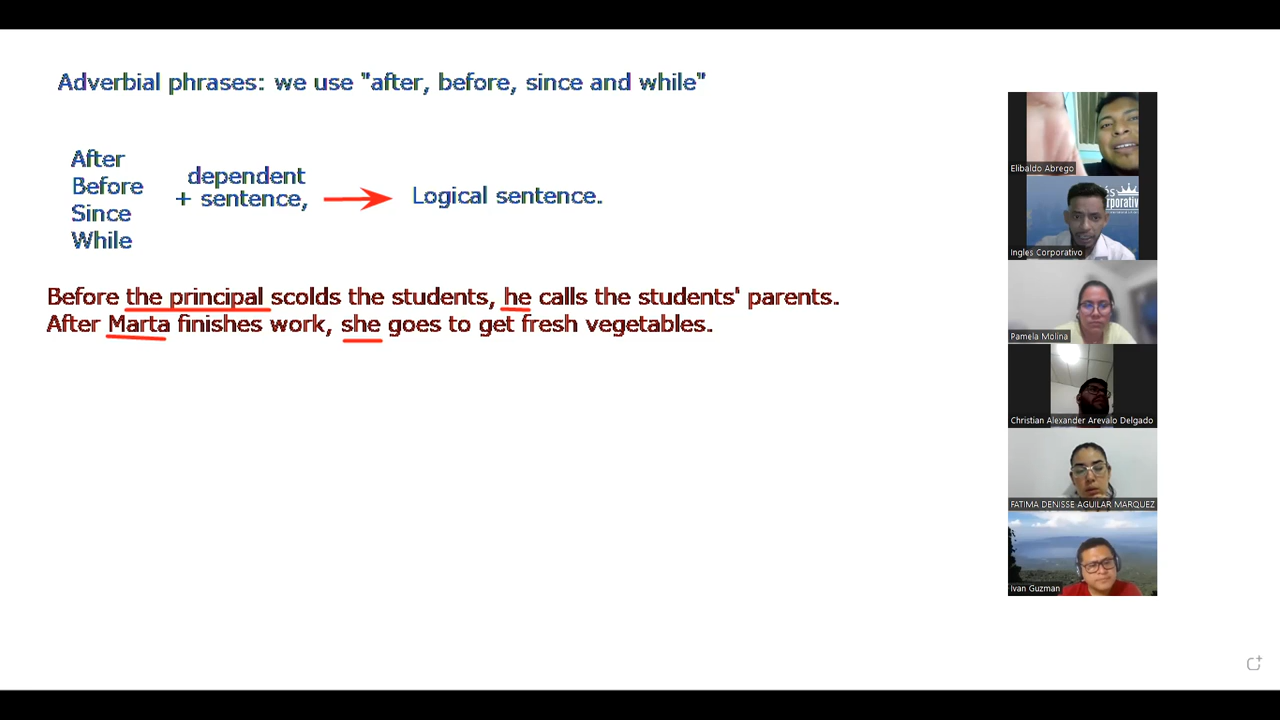 Adverbial phrases: we use "after, before, since and while"
After
Before
Since
While
dependent
+ sentence,
Logical sentence.
Before the principal scolds the students, he calls the students' parents.
After Marta finishes work, she goes to get fresh vegetables.
Elibaldo Abrego
Ingles Corporativo
Pamela Molina
Christian Alexander Arevalo Delgado
FATIMA DENISSE AGUILAR MARQUEZ
Ivan Guzman